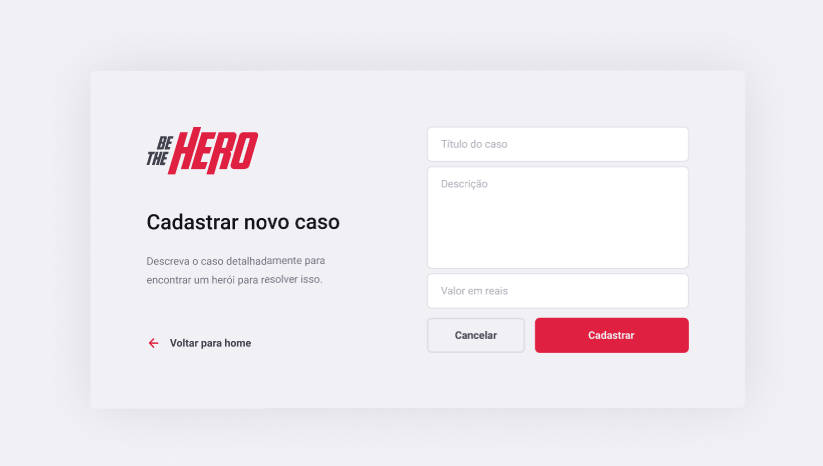 BE
THE HERO
Cadastrar novo caso
Descreva o caso detalhadamente para
encontrar um herói para resolver isso.
Voltar para home
Título do caso
Descrição
Valor em reais
Cancelar
Cadastrar